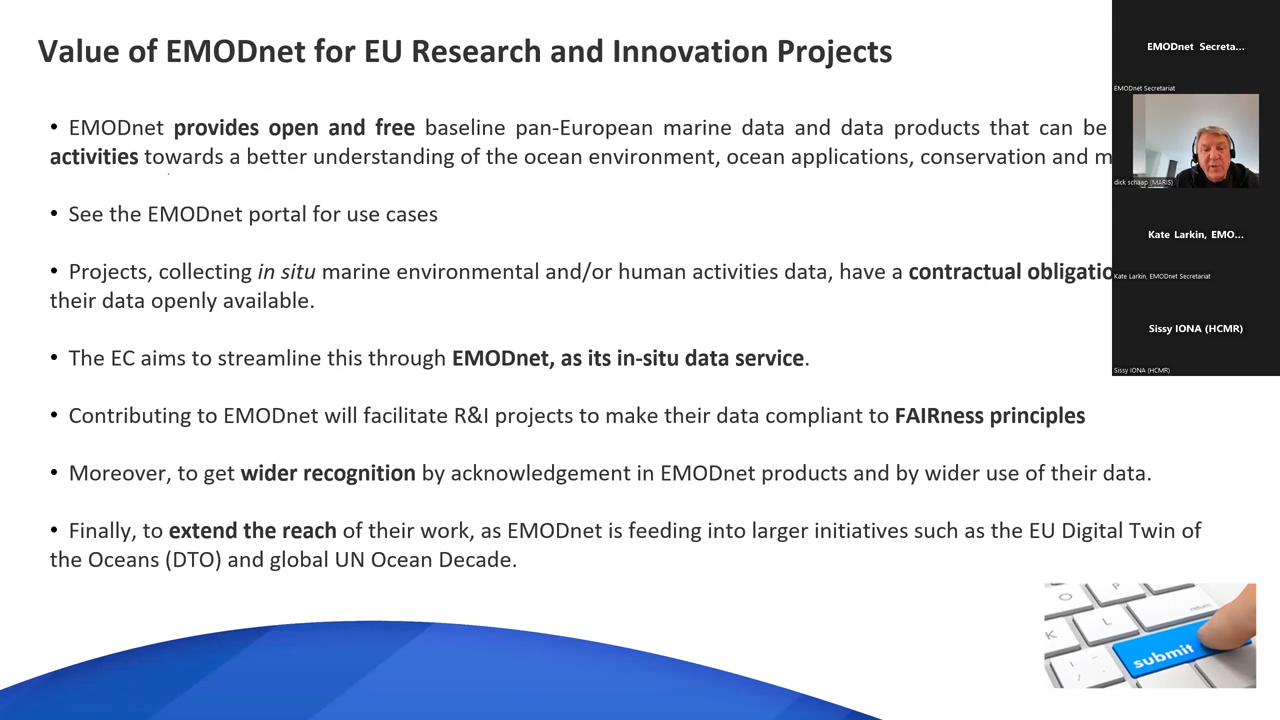 Value of EMODnet for EU Research and Innovation Projects
• EMODnet provides open and free baseline pan-European marine data and data products that can be
activities towards a better understanding of the ocean environment, ocean applications, conservation and m
• See the EMODnet portal for use cases
• Projects, collecting in situ marine environmental and/or human activities data, have a contractual obligatio
their data openly available.
• The EC aims to streamline this through EMODnet, as its in-situ data service.
• Contributing to EMODnet will facilitate R&I projects to make their data compliant to FAIRness principles
• Moreover, to get wider recognition by acknowledgement in EMODnet products and by wider use of their data.
• Finally, to extend the reach of their work, as EMODnet is feeding into larger initiatives such as the EU Digital Twin of
the Oceans (DTO) and global UN Ocean Decade.
EMODnet Secreta...
EMODnet Secretariat
dick schaap (MARIS)
Kate Larkin, EMO...
Kate Larkin, EMODnet Secretariat
Sissy IONA (HCMR)
Sissy IONA (HCMR)
O
P
return
K
L
submit